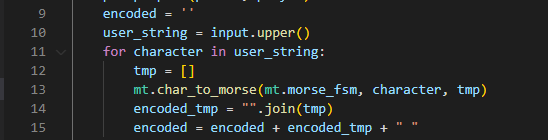 9 encoded = ''
10 user_string = input.upper()
11 for character in user_string:
12 tmp = []
13 mt.char_to_morse(mt.morse_fsm, character, tmp)
14 encoded_tmp = "".join(tmp)
15 encoded = encoded + encoded_tmp + " "